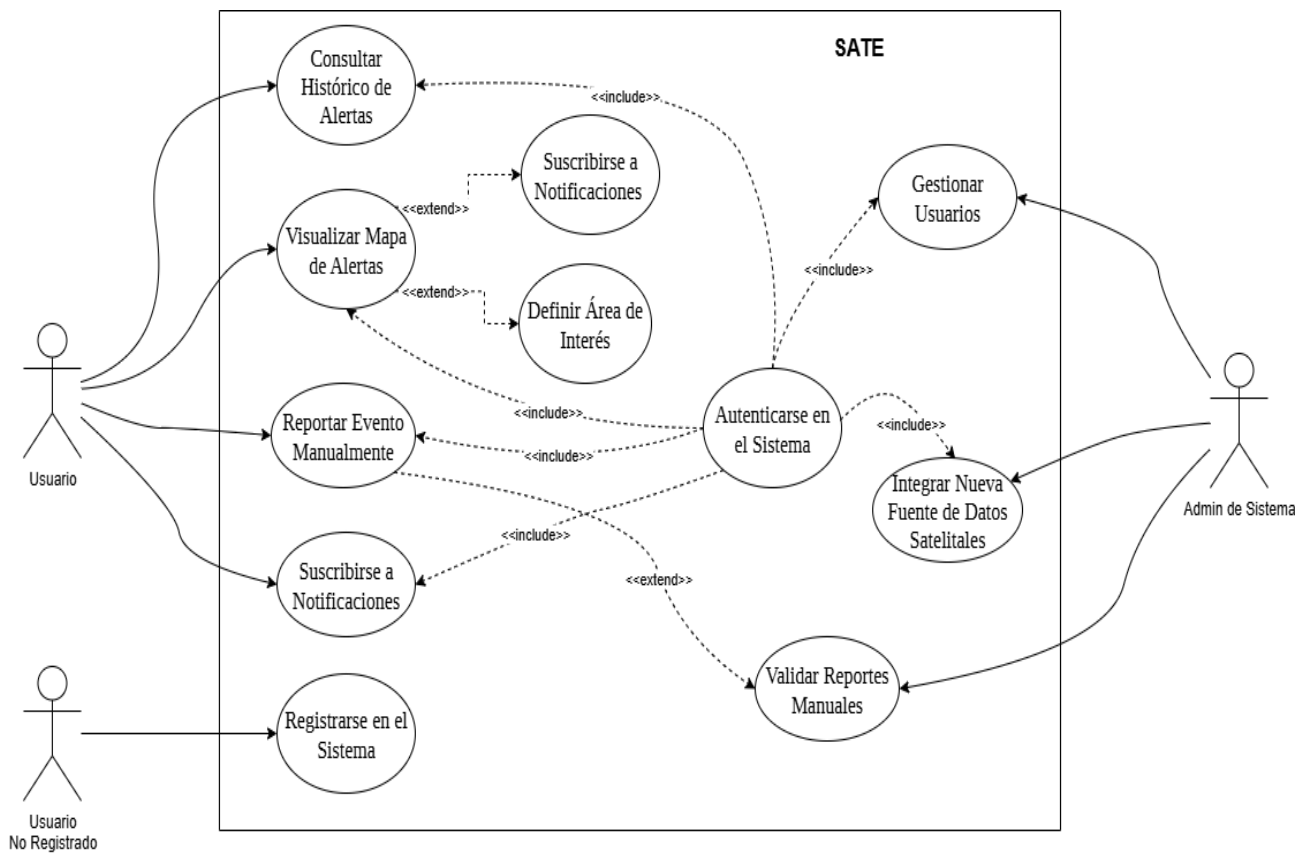 SATE
Consultar
Histórico de
Alertas
<<include>>
Suscribirse a
Notificaciones
Gestionar
Usuarios
<<extend>>
Visualizar Mapa
de Alertas
<<include>>
<<extend>>
Definir Área de
Interés
Reportar Evento
Manualmente
<<include>>
Autenticarse en
el Sistema
<<include>>
<<include>>
Usuario
Integrar Nueva
Fuente de Datos
Satelitales
Admin de Sistema
<<include>>
Suscribirse a
Notificaciones
<<extend>>
Validar Reportes
Manuales
Registrarse en el
Sistema
Usuario
No Registrado